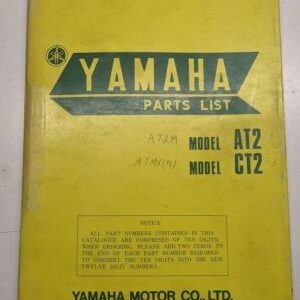 YAMAHA
PARTS LIST
AT2M MODEL AT2
ATMX(M) MODEL CT2
NOTICE
ALL PART NUMBERS CONTAINED IN THIS
CATALOGUE ARE COMPRISED OF TEN DIGITS.
WHEN ORDERING, PLEASE ADD TWO ZEROS TO
THE END OF EACH PART NUMBER REQUIRED
TO CONVERT THE TEN DIGITS INTO THE NEW
TWELVE DIGIT NUMBERS.
YAMAHA MOTOR CO., LTD.